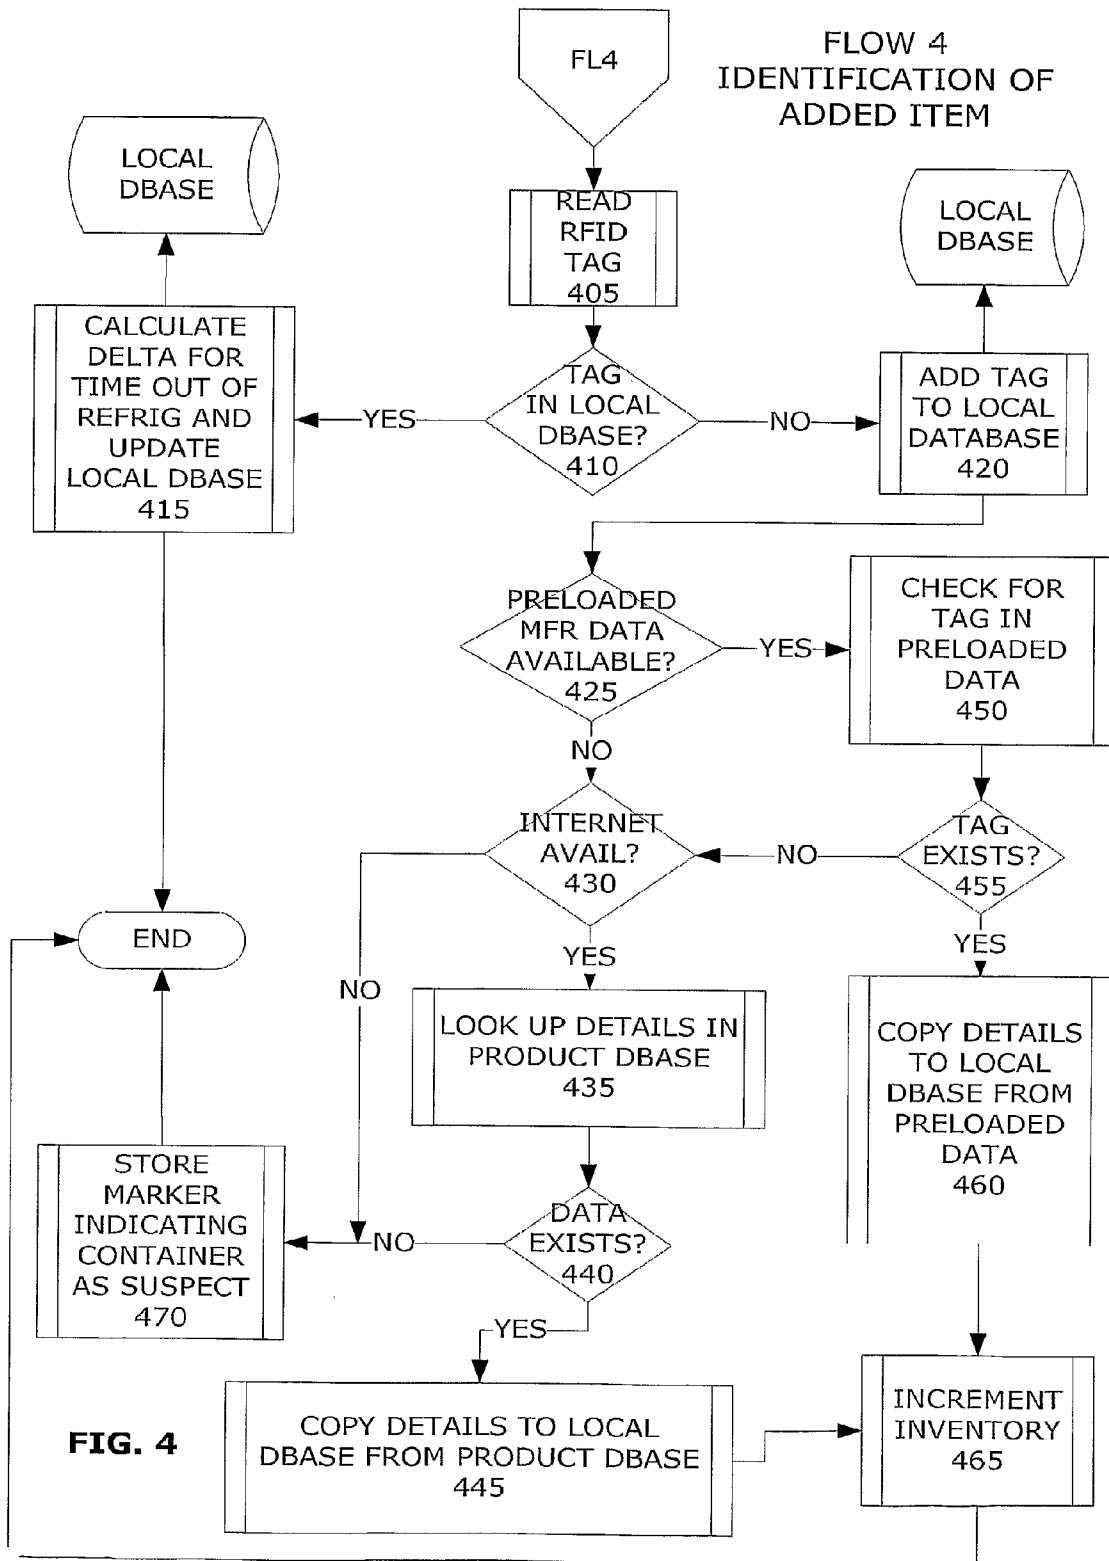 FL4
FLOW 4
IDENTIFICATION OF
ADDED ITEM
LOCAL
DBASE
READ
RFID
TAG
405
LOCAL
DBASE
CALCULATE
DELTA FOR
TIME OUT OF
REFRIG AND
UPDATE
LOCAL DBASE
415
YES
TAG
IN LOCAL
DBASE?
410
NO
ADD TAG
TO LOCAL
DATABASE
420
PRELOADED
MFR DATA
AVAILABLE?
425
YES
CHECK FOR
TAG IN
PRELOADED
DATA
450
NO
INTERNET
AVAIL?
430
NO
TAG
EXISTS?
455
END
YES
YES
NO
LOOK UP DETAILS IN
PRODUCT DBASE
435
COPY DETAILS
TO LOCAL
DBASE FROM
PRELOADED
DATA
460
STORE
MARKER
INDICATING
CONTAINER
AS SUSPECT
470
NO
DATA
EXISTS?
440
YES
FIG. 4
COPY DETAILS TO LOCAL
DBASE FROM PRODUCT DBASE
445
INCREMENT
INVENTORY
465